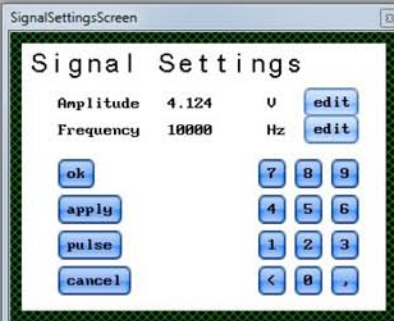 SignalSettingsScreen
Signal Settings
Amplitude 4.124 V edit
Frequency 10000 Hz edit
ok 7 8 9
apply 4 5 6
pulse 1 2 3
cancel < 0 ,